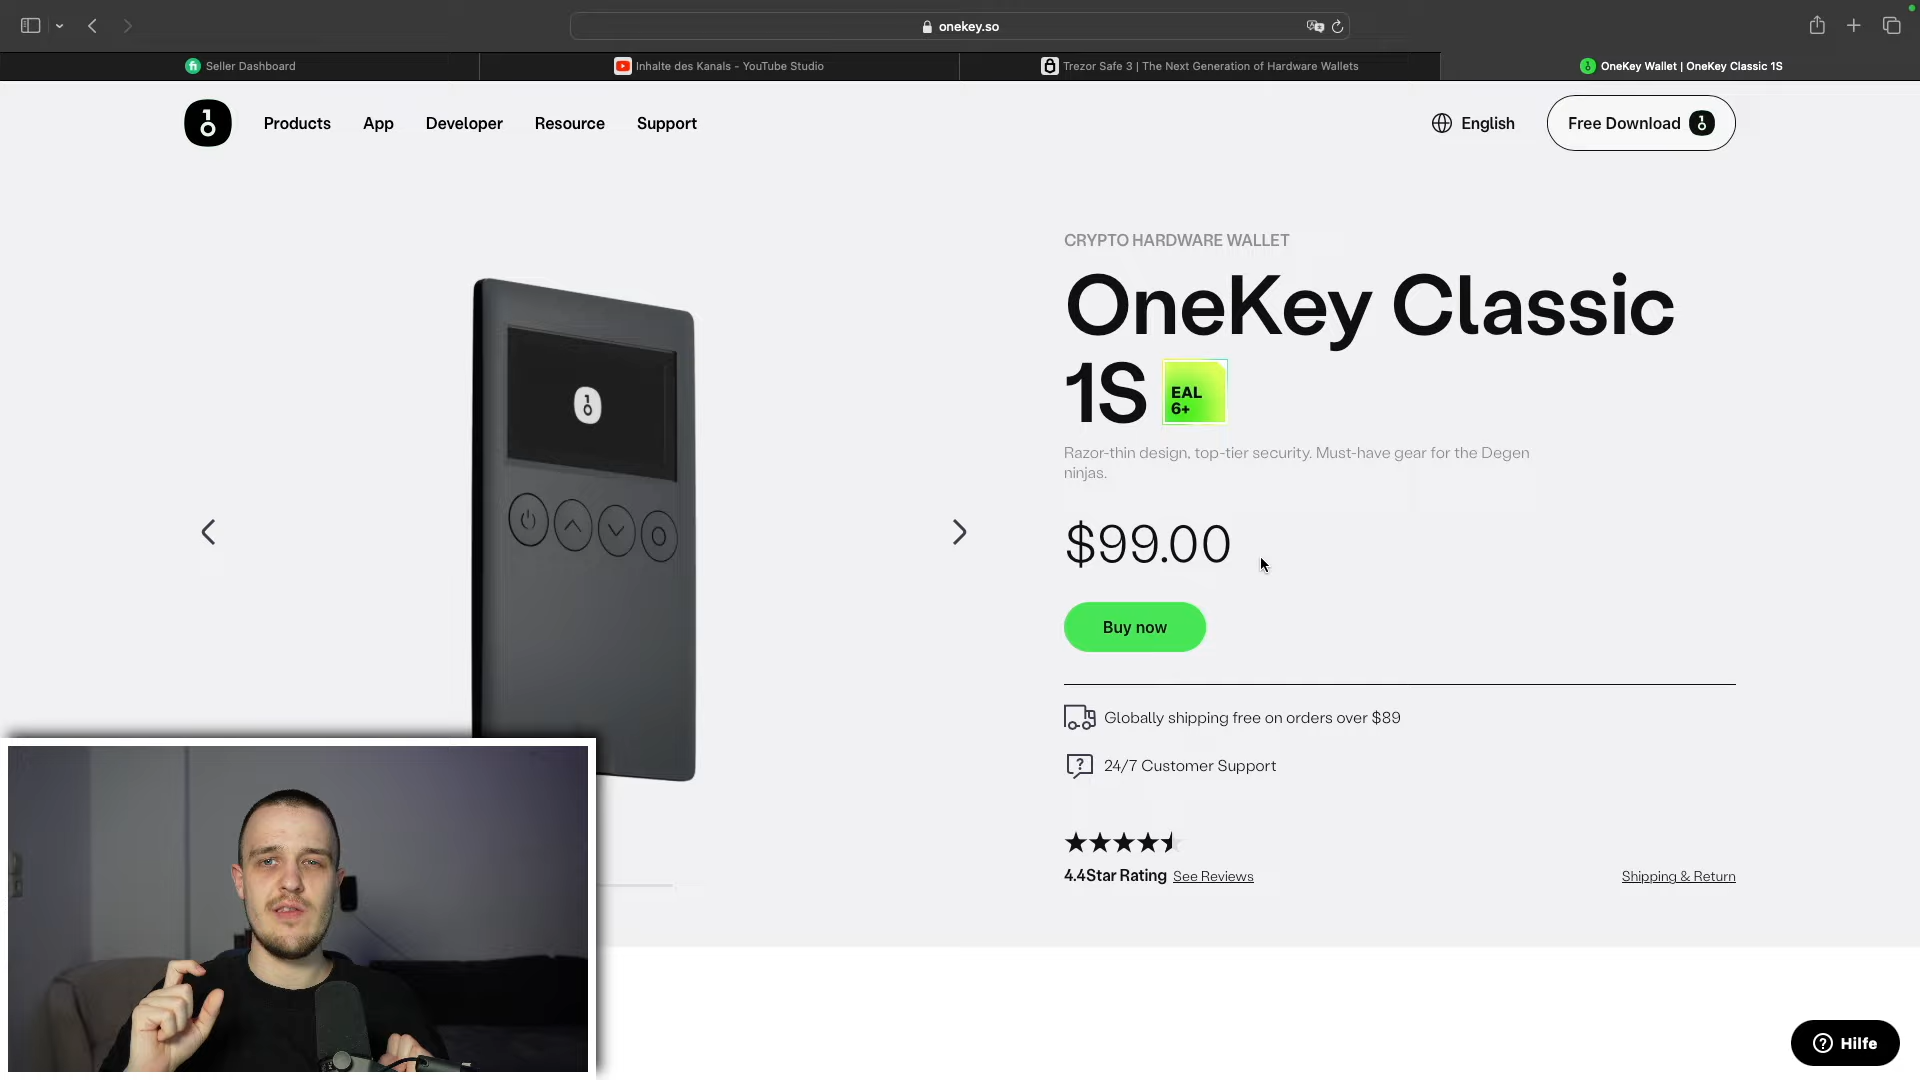 onekey.so
Seller Dashboard
Inhalte des Kanals - YouTube Studio
Trezor Safe 3 | The Next Generation of Hardware Wallets
OneKey Wallet | OneKey Classic 1S
Products
App
Developer
Resource
Support
English
Free Download
CRYPTO HARDWARE WALLET
OneKey Classic
1S
EAL
6+
Razor-thin design, top-tier security. Must-have gear for the Degen
ninjas.
$99.00
Buy now
Globally shipping free on orders over $89
24/7 Customer Support
4.4Star Rating See Reviews
Shipping & Return
Hilfe